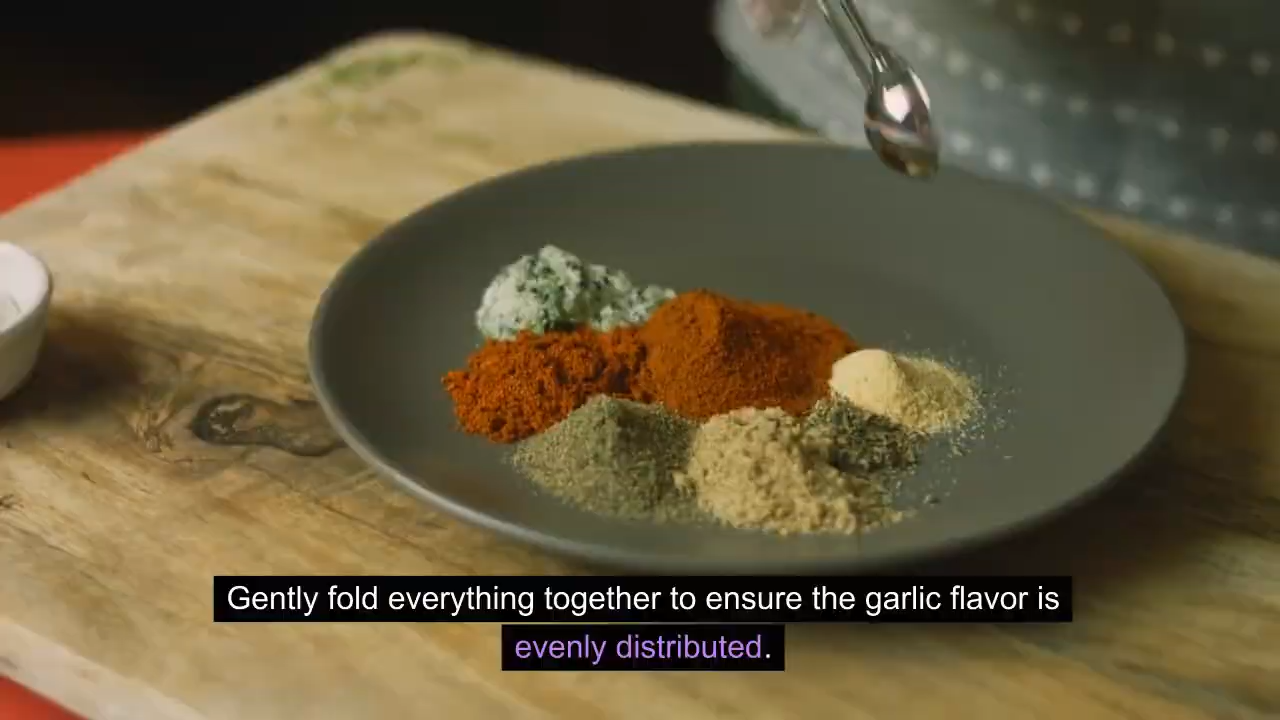 Gently fold everything together to ensure the garlic flavor is
evenly distributed.